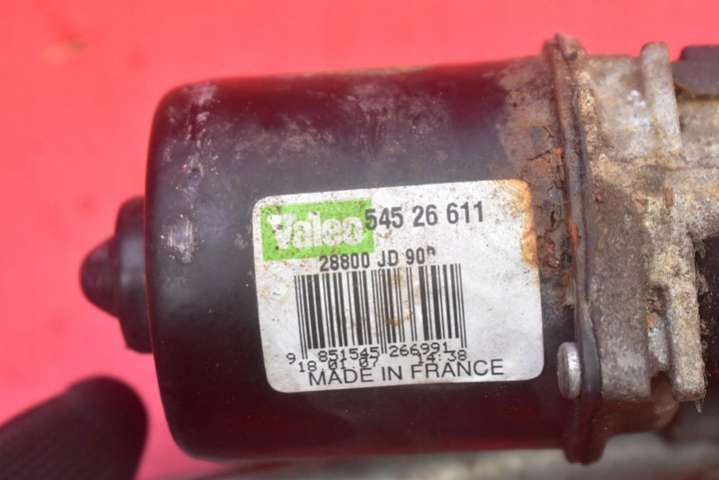 Valeo 545 26 611
28800 JD 90
9 851545 266991
18 01 07 14:38
MADE IN FRANCE